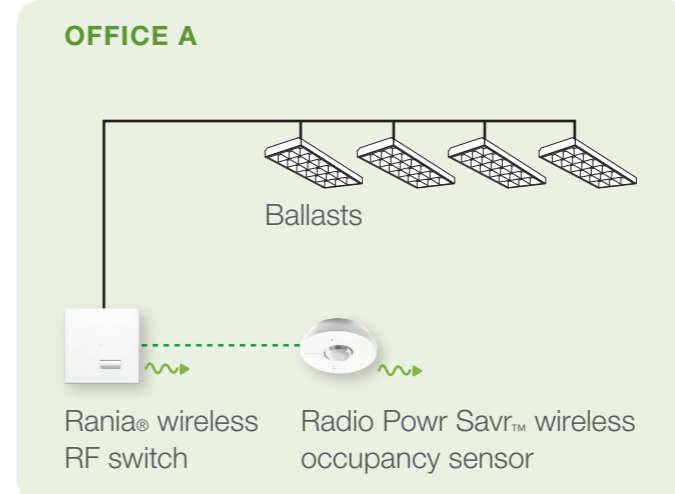 OFFICE A
Ballasts
Rania® wireless
RF switch
Radio Powr Savr™ wireless
occupancy sensor